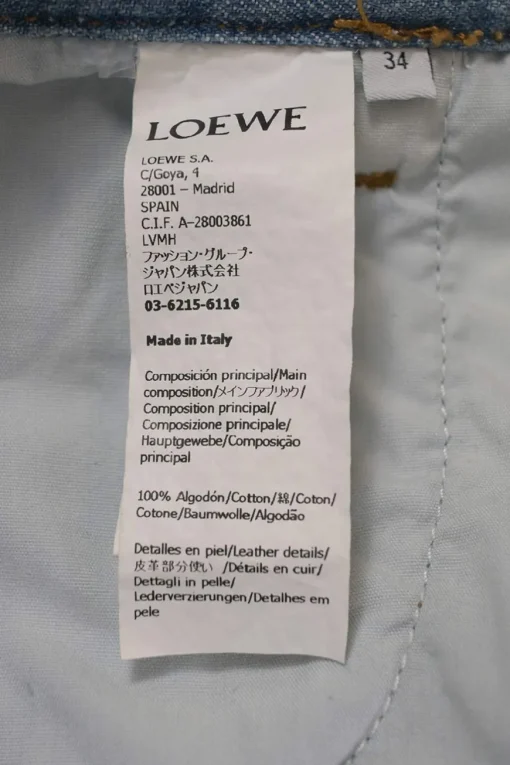 34
LOEWE
LOEWE S.A.
C/Goya, 4
28001 – Madrid
SPAIN
C.I.F. A-28003861
LVMH
ファッション・グループ・
ジャパン株式会社
ロエベジャパン
03-6215-6116
Made in Italy
Composición principal/Main
composition/メインファブリック/
Composition principal/
Composizione principale/
Hauptgewebe/Composição
principal
100% Algodón/Cotton/綿/Coton/
Cotone/Baumwolle/Algodão
Detalles en piel/Leather details/
皮革部分使い /Détails en cuir/
Dettagli in pelle/
Lederverzierungen/Detalhes em
pele